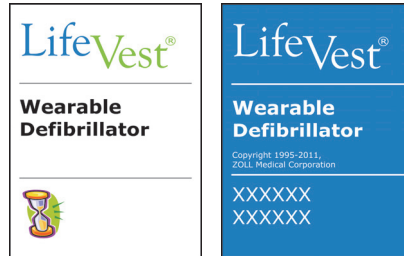 LifeVest®
Wearable
Defibrillator
LifeVest®
Wearable
Defibrillator
Copyright 1995-2011,
ZOLL Medical Corporation
XXXXXX
XXXXXX